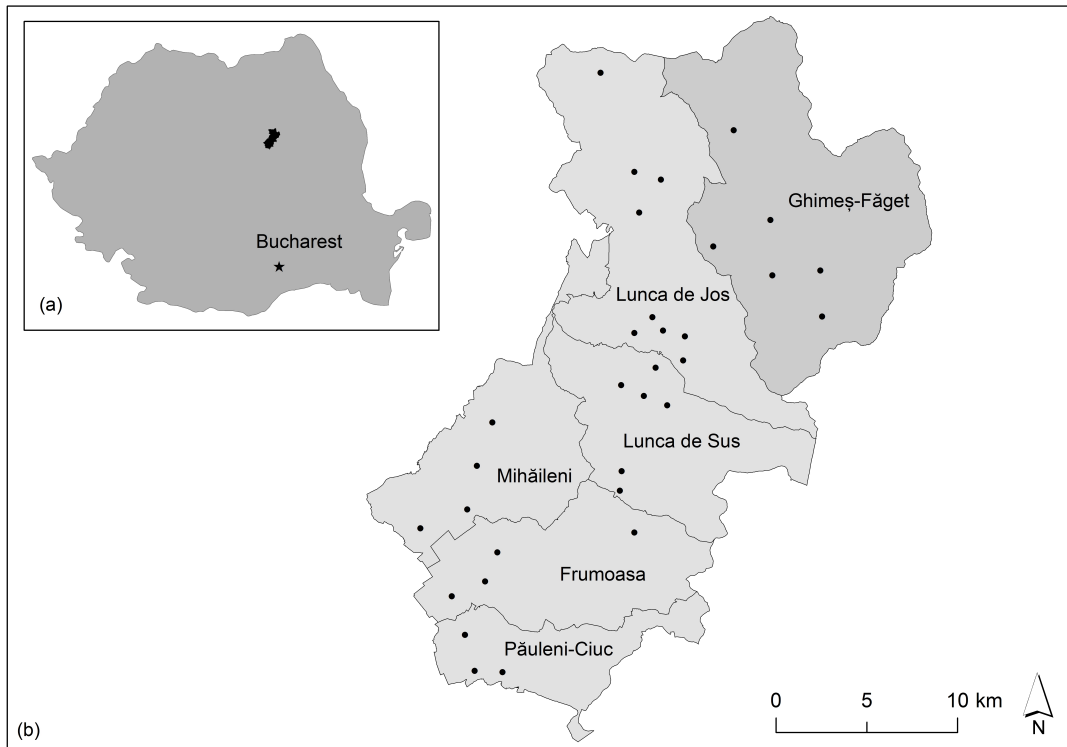 Bucharest
(a)
Ghimeș-Făget
Lunca de Jos
Lunca de Sus
Mihăileni
Frumoasa
Păuleni-Ciuc
0 5 10 km
N
(b)